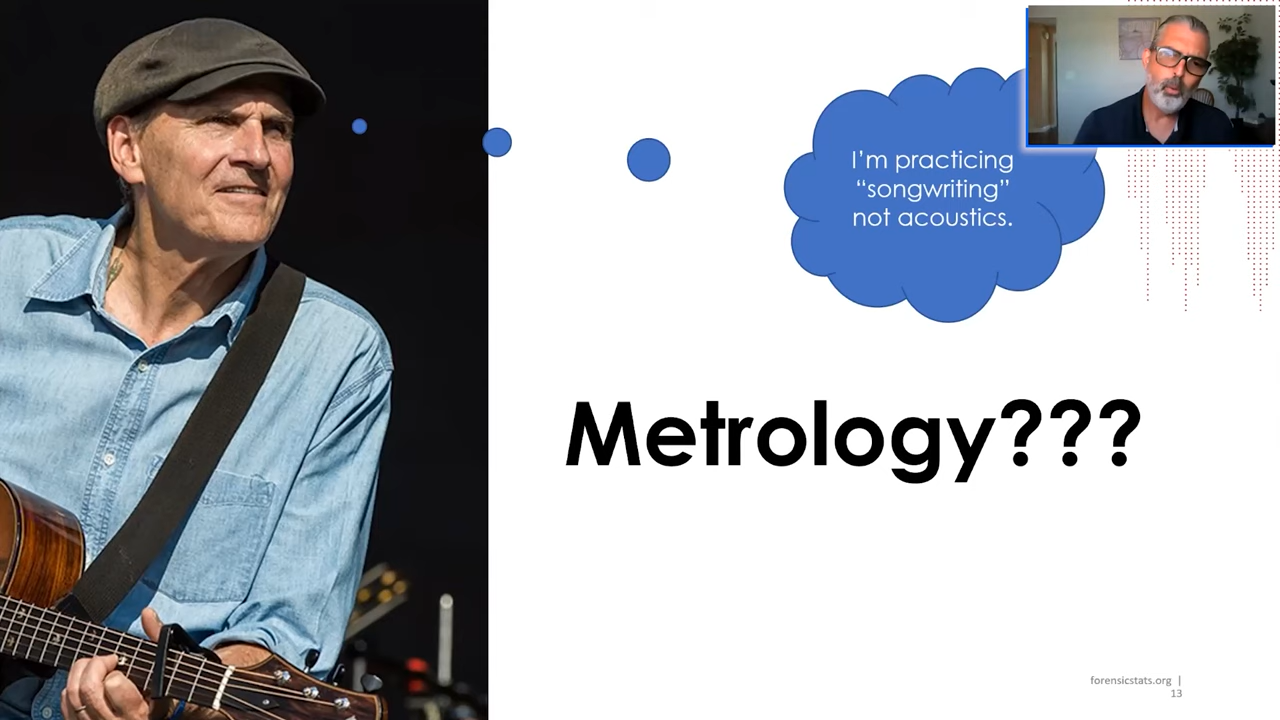 I’m practicing
“songwriting”
not acoustics.
Metrology???
forensicstats.org |
13